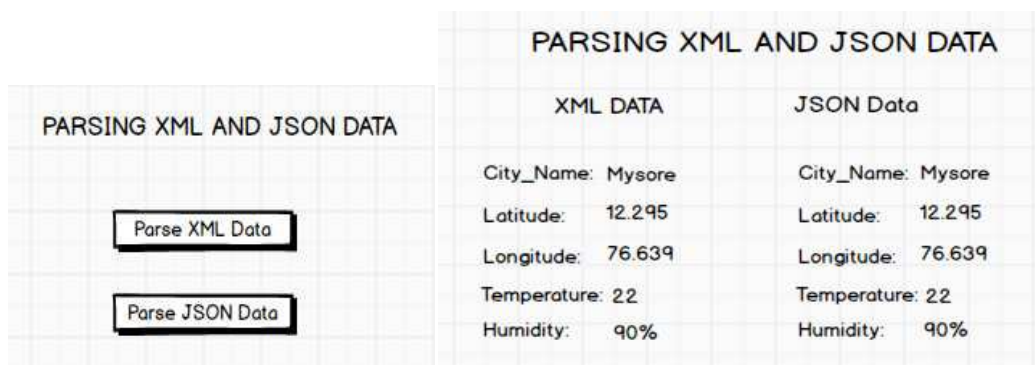 PARSING XML AND JSON DATA
Parse XML Data
Parse JSON Data
PARSING XML AND JSON DATA
XML DATA
City_Name: Mysore
Latitude: 12.295
Longitude: 76.639
Temperature: 22
Humidity: 90%
JSON Data
City_Name: Mysore
Latitude: 12.295
Longitude: 76.639
Temperature: 22
Humidity: 90%